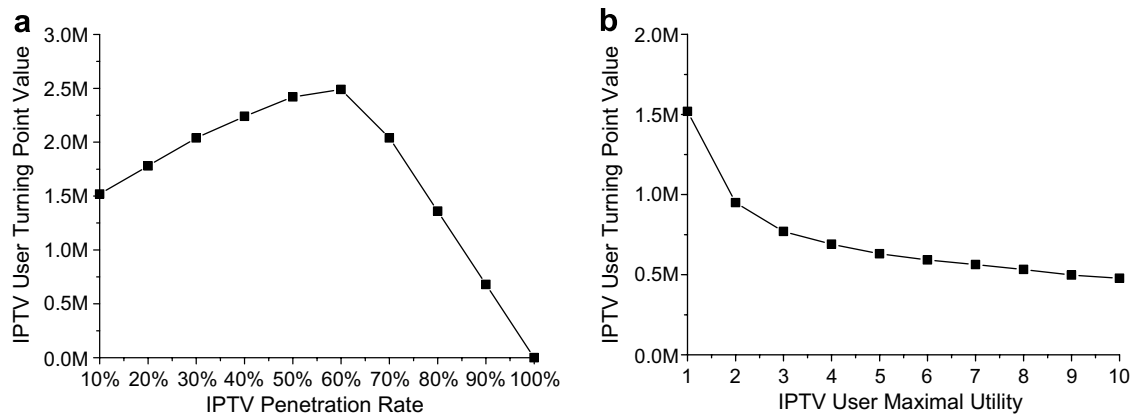 a
IPTV User Turning Point Value
3.0M
2.5M
2.0M
1.5M
1.0M
0.5M
0.0M
10% 20% 30% 40% 50% 60% 70% 80% 90% 100%
IPTV Penetration Rate
b
IPTV User Turning Point Value
2.0M
1.5M
1.0M
0.5M
0.0M
1 2 3 4 5 6 7 8 9 10
IPTV User Maximal Utility